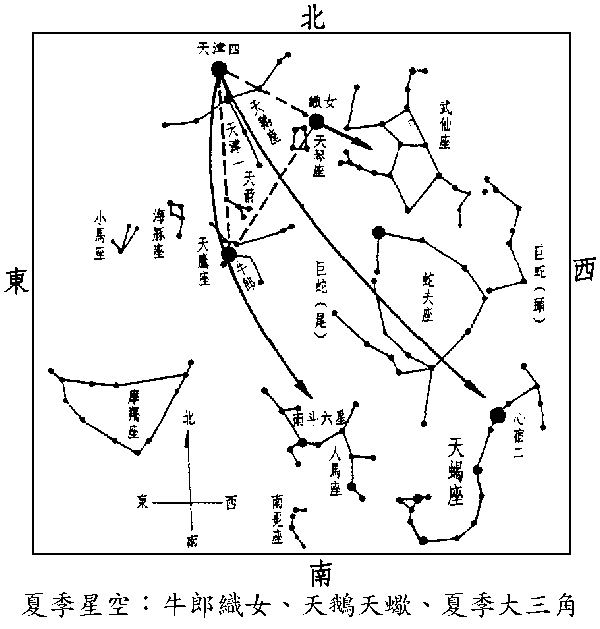 北
天津四
織女
天鵝座
天津一
天琴座
武仙座
天箭
小馬座
海豚座
天鷹座
牛郎
東
西
巨蛇(尾)
蛇夫座
巨蛇(頭)
摩羯座
南斗六星
人馬座
心宿二
天蝎座
北
東 西
南
南冕座
南
夏季星空:牛郎織女、天鵝天蠍、夏季大三角